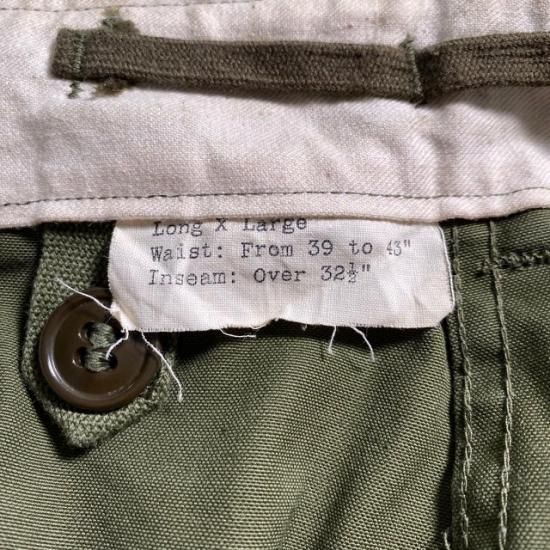 Long X Large
Waist: From 39 to 43"
Inseam: Over 32½"